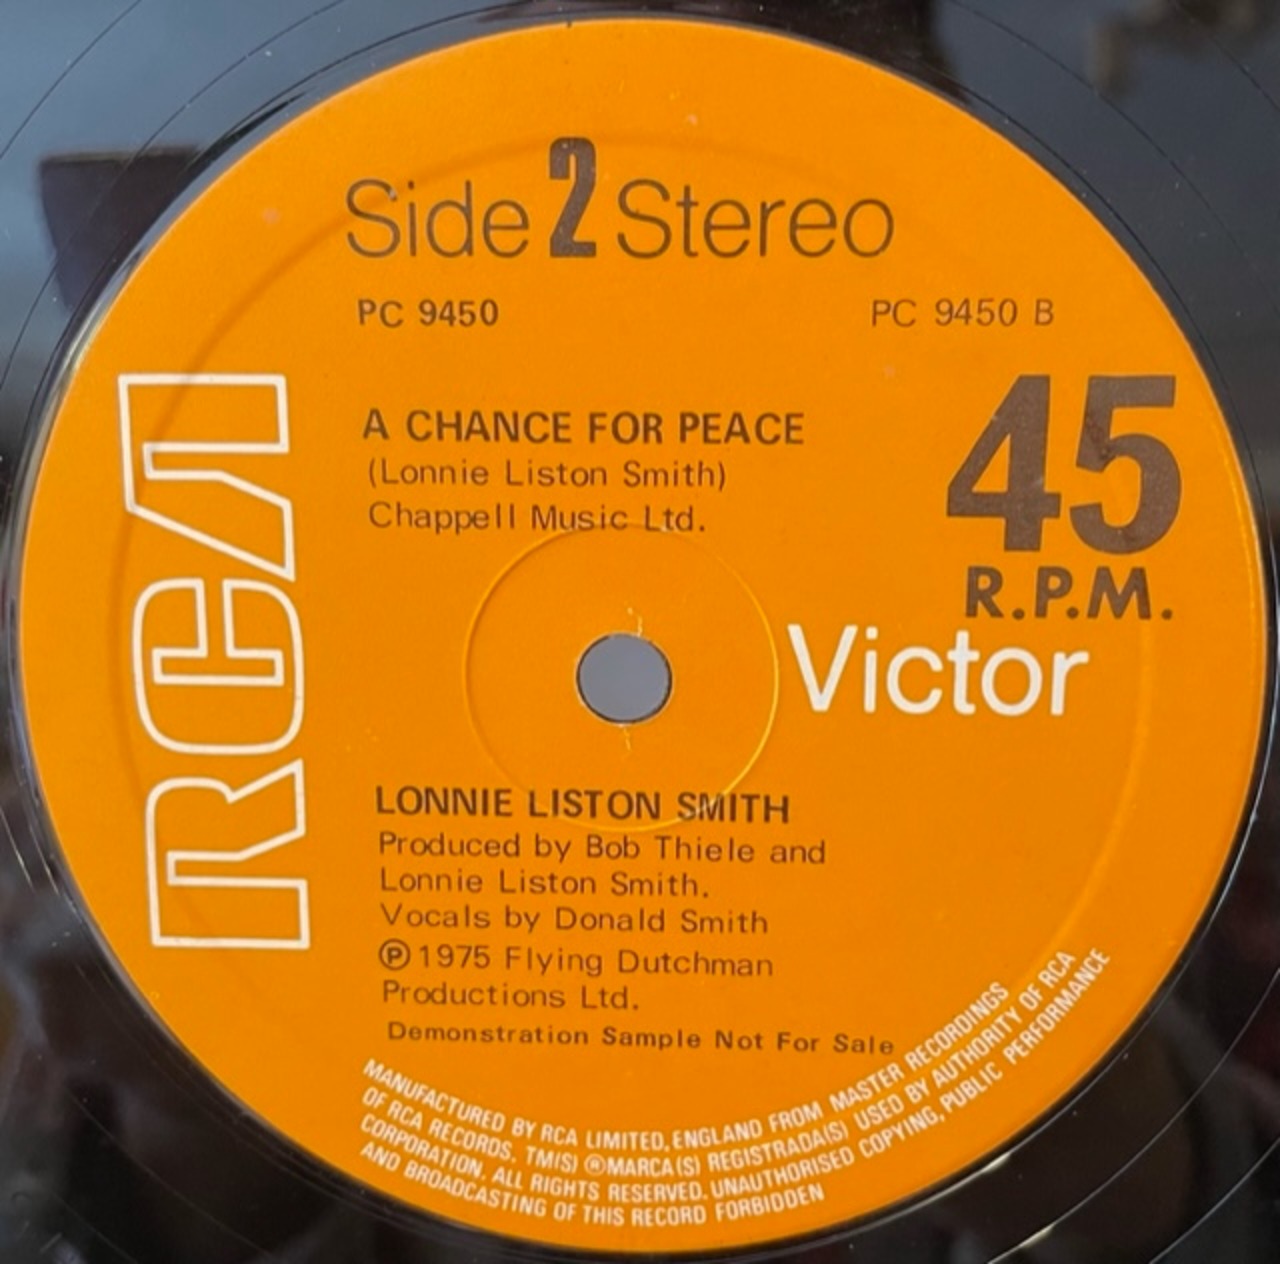 Side 2 Stereo
PC 9450
PC 9450 B
A CHANCE FOR PEACE
(Lonnie Liston Smith)
Chappell Music Ltd.
45
R.P.M.
RCA
Victor
LONNIE LISTON SMITH
Produced by Bob Thiele and
Lonnie Liston Smith.
Vocals by Donald Smith
℗1975 Flying Dutchman
Productions Ltd.
Demonstration Sample Not For Sale
MANUFACTURED BY RCA LIMITED, ENGLAND FROM MASTER RECORDINGS
OF RCA RECORDS. TM(S) ®MARCA(S) REGISTRADA(S) USED BY AUTHORITY OF RCA
CORPORATION. ALL RIGHTS RESERVED. UNAUTHORISED COPYING, PUBLIC PERFORMANCE
AND BROADCASTING OF THIS RECORD FORBIDDEN